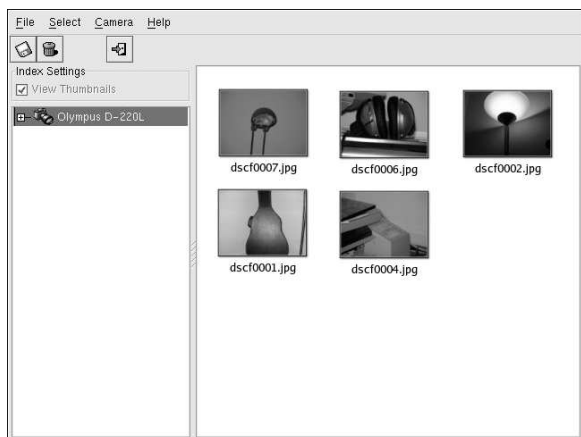 File Select Camera Help
Index Settings
View Thumbnails
Olympus D-220L
dscf0007.jpg dscf0006.jpg dscf0002.jpg
dscf0001.jpg dscf0004.jpg